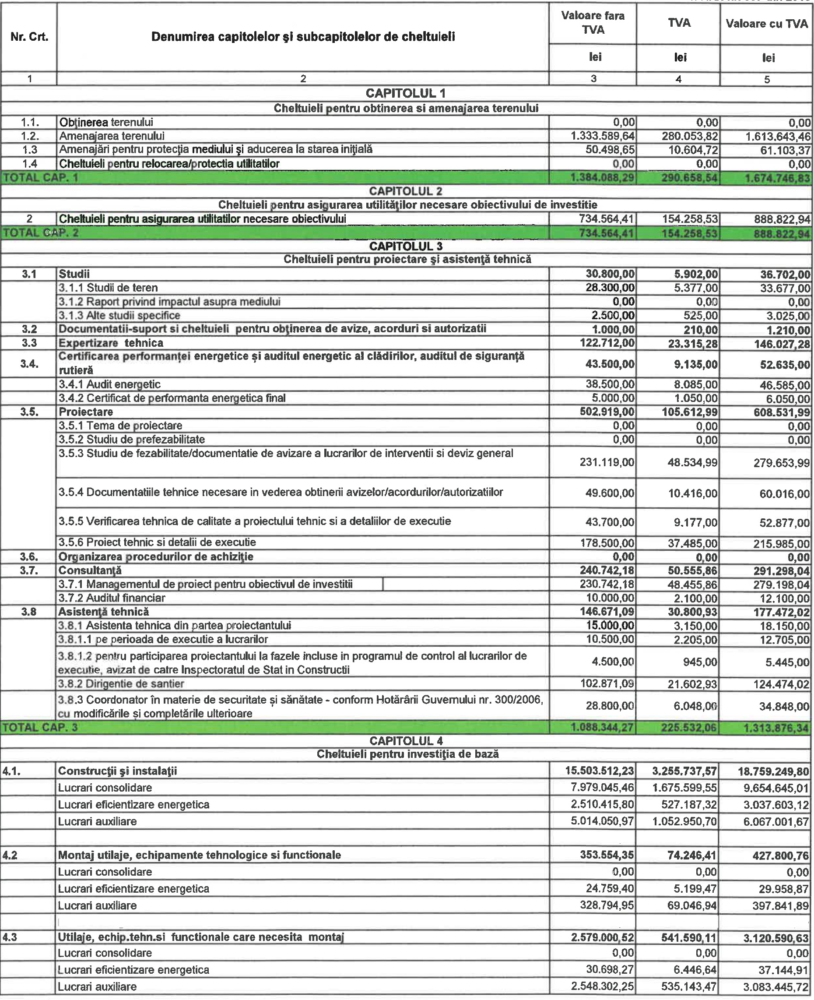 Nr. Crt. Denumirea capitolelor şi subcapitolelor de cheltuieli Valoare fara TVA TVA Valoare cu TVA
lei lei lei
1 2 3 4 5
CAPITOLUL 1
Cheltuieli pentru obtinerea si amenajarea terenului
1.1. Obţinerea terenului 0,00 0,00 0,00
1.2. Amenajarea terenului 1.333.589,64 280.053,82 1.613.643,46
1.3 Amenajări pentru protecţia mediului şi aducerea la starea iniţială 50.498,65 10.604,72 61.103,37
1.4 Cheltuieli pentru relocarea/protectia utilitatilor 0,00 0,00 0,00
TOTAL CAP. 1 1.384.088,29 290.658,54 1.674.746,83
CAPITOLUL 2
Cheltuieli pentru asigurarea utilităţilor necesare obiectivului de investitie
2 Cheltuieli pentru asigurarea utilitatilor necesare obiectivului 734.564,41 154.258,53 888.822,94
TOTAL CAP. 2 734.564,41 154.258,53 888.822,94
CAPITOLUL 3
Cheltuieli pentru proiectare şi asistenţă tehnică
3.1 Studii 30.800,00 5.902,00 36.702,00
3.1.1 Studii de teren 28.300,00 5.377,00 33.677,00
3.1.2 Raport privind impactul asupra mediului 0,00 0,00 0,00
3.1.3 Alte studii specifice 2.500,00 525,00 3.025,00
3.2 Documentatii-suport si cheltuieli pentru obţinerea de avize, acorduri si autorizatii 1.000,00 210,00 1.210,00
3.3 Expertizare tehnica 122.712,00 23.315,28 146.027,28
3.4. Certificarea performanței energetice și auditul energetic al clădirilor, auditul de siguranță
rutieră 43.500,00 9.135,00 52.635,00
3.4.1 Audit energetic 38.500,00 8.085,00 46.585,00
3.4.2 Certificat de performanta energetica final 5.000,00 1.050,00 6.050,00
3.5. Proiectare 502.919,00 105.612,99 608.531,99
3.5.1 Tema de proiectare 0,00 0,00 0,00
3.5.2 Studiu de prefezabilitate 0,00 0,00 0,00
3.5.3 Studiu de fezabilitate/documentatie de avizare a lucrarilor de interventii si deviz general 231.119,00 48.534,99 279.653,99
3.5.4 Documentatiile tehnice necesare in vederea obtinerii avizelor/acordurilor/autorizatiilor 49.600,00 10.416,00 60.016,00
3.5.5 Verificarea tehnica de calitate a proiectului tehnic si a detaliilor de executie 43.700,00 9.177,00 52.877,00
3.5.6 Proiect tehnic si detalii de executie 178.500,00 37.485,00 215.985,00
3.6. Organizarea procedurilor de achiziţie 0,00 0,00 0,00
3.7. Consultanţă 240.742,18 50.555,86 291.298,04
3.7.1 Managementul de proiect pentru obiectivul de investitii 230.742,18 48.455,86 279.198,04
3.7.2 Auditul financiar 10.000,00 2.100,00 12.100,00
3.8 Asistenţă tehnică 146.671,09 30.800,93 177.472,02
3.8.1 Asistenta tehnica din partea proiectantului 15.000,00 3.150,00 18.150,00
3.8.1.1 pe perioada de executie a lucrarilor 10.500,00 2.205,00 12.705,00
3.8.1.2 pentru participarea proiectantului la fazele incluse in programul de control al lucrarilor de
executie, avizat de catre Inspectoratul de Stat in Constructii 4.500,00 945,00 5.445,00
3.8.2 Dirigentie de santier 102.871,09 21.602,93 124.474,02
3.8.3 Coordonator în materie de securitate și sănătate - conform Hotărârii Guvernului nr. 300/2006,
cu modificările și completările ulterioare 28.800,00 6.048,00 34.848,00
TOTAL CAP. 3 1.088.344,27 225.532,06 1.313.876,34
CAPITOLUL 4
Cheltuieli pentru investiţia de bază
4.1. Construcţii şi instalaţii 15.503.512,23 3.255.737,57 18.759.249,80
Lucrari consolidare 7.979.045,46 1.675.599,55 9.654.645,01
Lucrari eficientizare energetica 2.510.415,80 527.187,32 3.037.603,12
Lucrari auxiliare 5.014.050,97 1.052.950,70 6.067.001,67
4.2 Montaj utilaje, echipamente tehnologice si functionale 353.554,35 74.246,41 427.800,76
Lucrari consolidare 0,00 0,00 0,00
Lucrari eficientizare energetica 24.759,40 5.199,47 29.958,87
Lucrari auxiliare 328.794,95 69.046,94 397.841,89
4.3 Utilaje, echip.tehn.si functionale care necesita montaj 2.579.000,52 541.590,11 3.120.590,63
Lucrari consolidare 0,00 0,00 0,00
Lucrari eficientizare energetica 30.698,27 6.446,64 37.144,91
Lucrari auxiliare 2.548.302,25 535.143,47 3.083.445,72